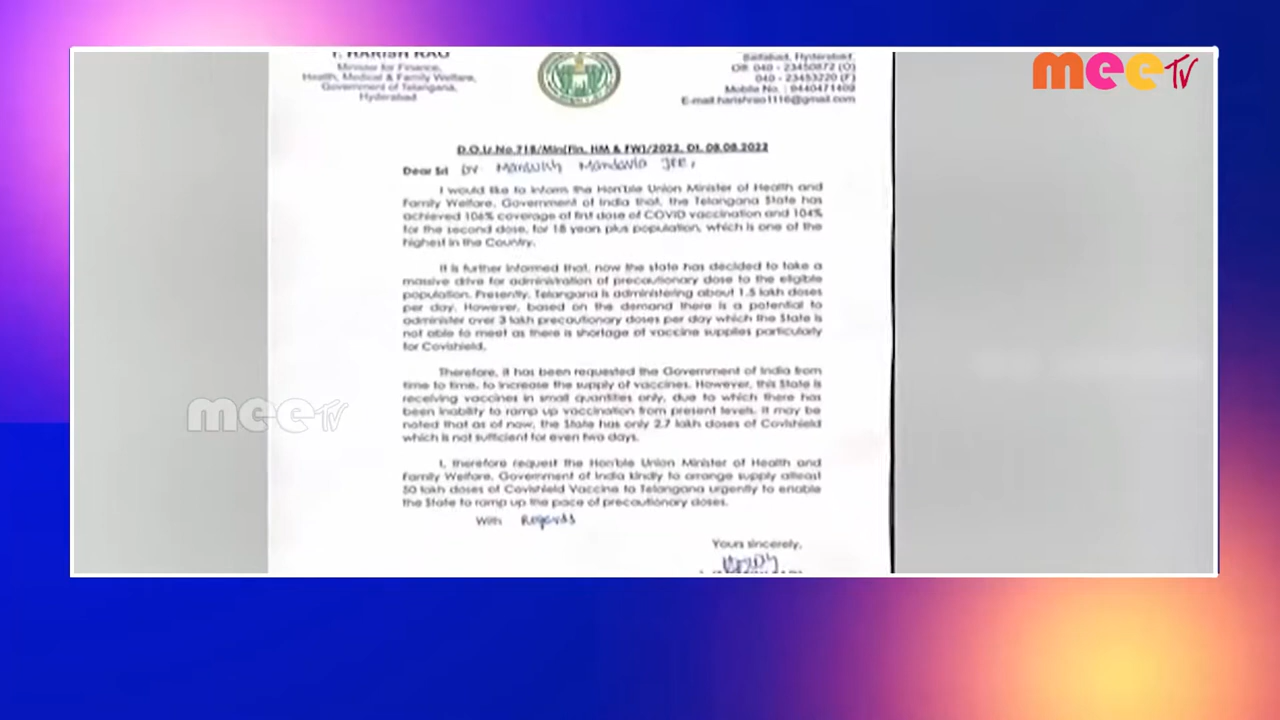 T. HARISH RAO
Minister for Finance,
Health, Medical & Family Welfare,
Government of Telangana,
Hyderabad
Saifabad, Hyderabad.
Off: 040 - 23450872 (O)
040 - 23453220 (F)
Mobile No. : 9440471409
E-mail:harishrao1116@gmail.com
meeTV
D.O.Lr.No.718/Min(Fin, HM & FW)/2022, Dt. 08.08.2022
Dear Sri Dr Mansukh Mandavia Jee,
I would like to inform the Hon'ble Union Minister of Health and
Family Welfare, Government of India that, the Telangana State has
achieved 106% coverage of first dose of COVID vaccination and 104%
for the second dose, for 18 years plus population, which is one of the
highest in the Country.
It is further informed that, now the state has decided to take a
massive drive for administration of precautionary dose to the eligible
population. Presently, Telangana is administering about 1.5 lakh doses
per day. However, based on the demand there is a potential to
administer over 3 lakh precautionary doses per day which the State is
not able to meet as there is shortage of vaccine supplies particularly
for Covishield.
Therefore, it has been requested the Government of India from
time to time, to increase the supply of vaccines. However, this State is
receiving vaccines in small quantities only, due to which there has
been inability to ramp up vaccination from present levels. It may be
noted that as of now, the State has only 2.7 lakh doses of Covishield
which is not sufficient for even two days.
I, therefore request the Hon'ble Union Minister of Health and
Family Welfare, Government of India kindly to arrange supply atleast
50 lakh doses of Covishield Vaccine to Telangana urgently to enable
the State to ramp up the pace of precautionary doses.
With Regards
Yours sincerely,
meeTV